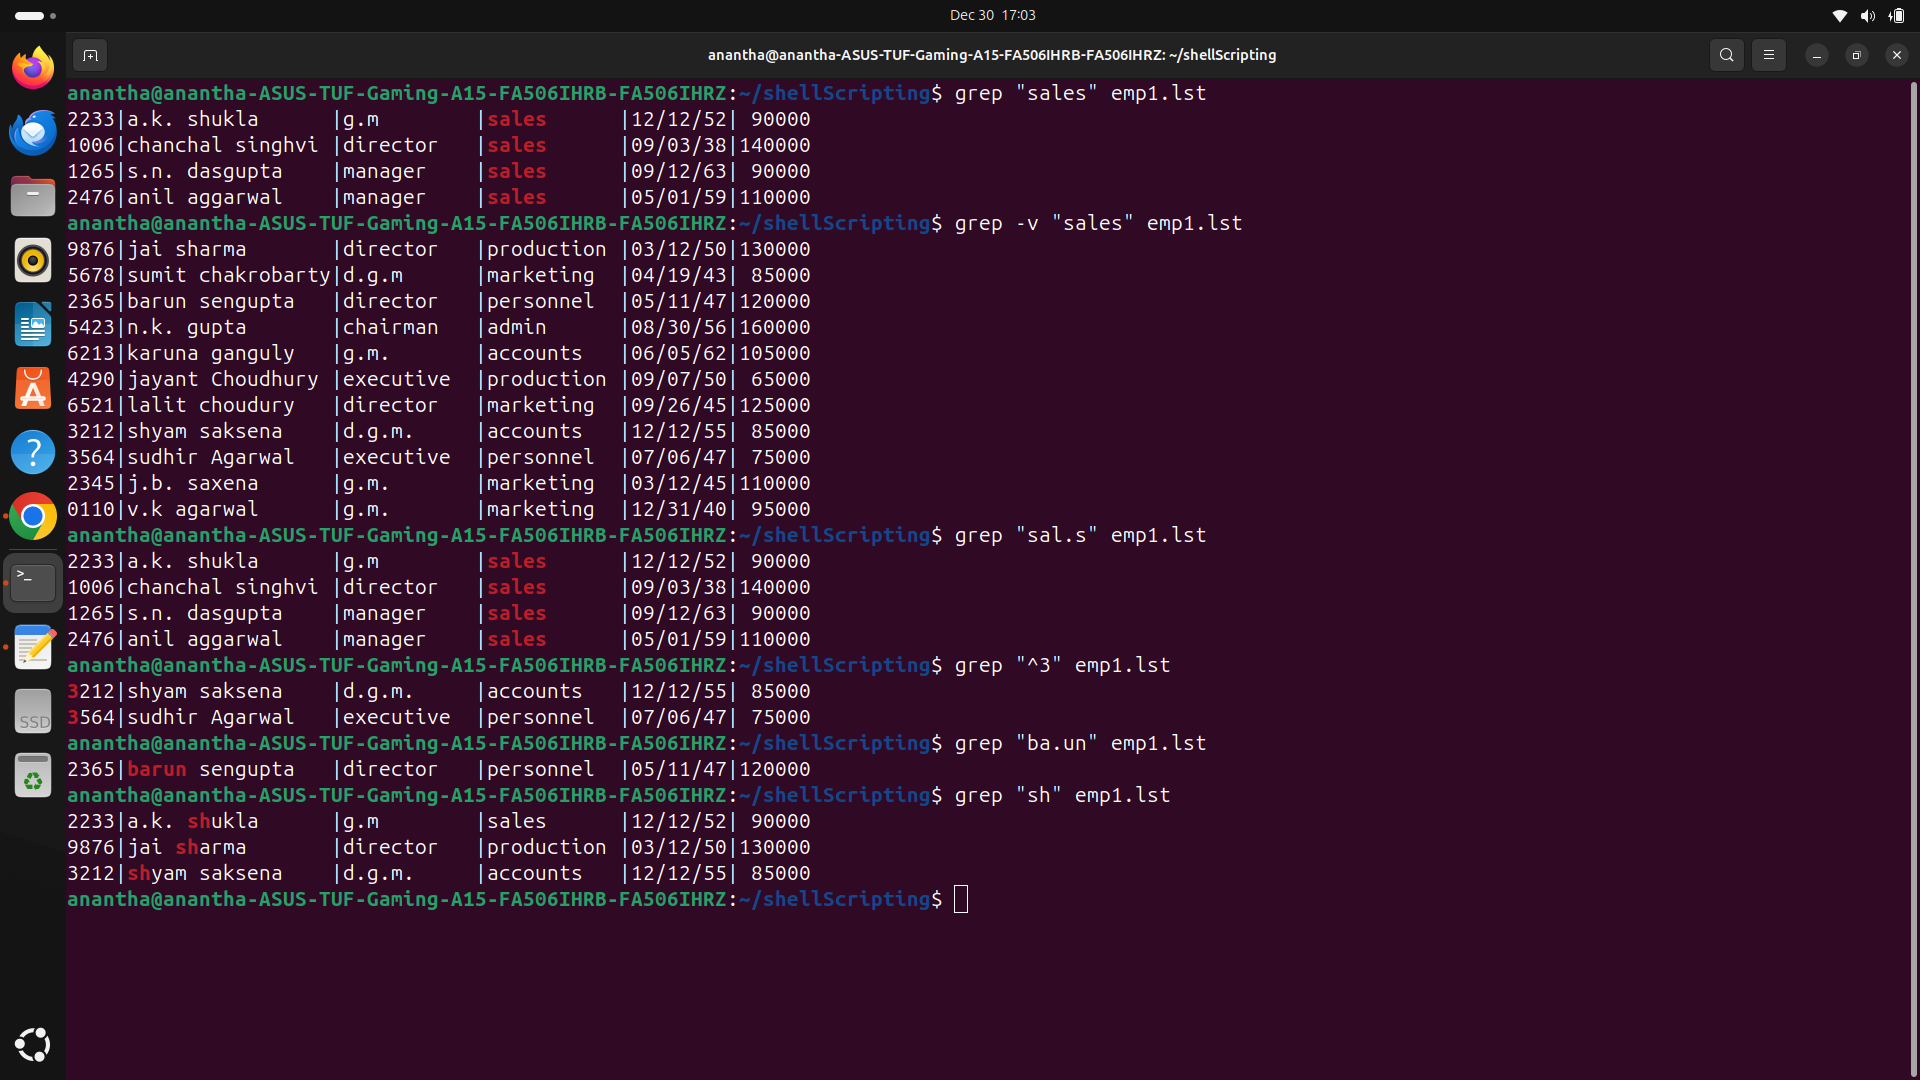 Dec 30 17:03
anantha@anantha-ASUS-TUF-Gaming-A15-FA506IHRB-FA506IHRZ: ~/shellScripting
anantha@anantha-ASUS-TUF-Gaming-A15-FA506IHRB-FA506IHRZ:~/shellScripting$ grep "sales" emp1.lst
2233|a.k. shukla      |g.m        |sales      |12/12/52| 90000
1006|chanchal singhvi |director   |sales      |09/03/38|140000
1265|s.n. dasgupta    |manager    |sales      |09/12/63| 90000
2476|anil aggarwal    |manager    |sales      |05/01/59|110000
anantha@anantha-ASUS-TUF-Gaming-A15-FA506IHRB-FA506IHRZ:~/shellScripting$ grep -v "sales" emp1.lst
9876|jai sharma       |director   |production |03/12/50|130000
5678|sumit chakrobarty|d.g.m      |marketing  |04/19/43| 85000
2365|barun sengupta   |director   |personnel  |05/11/47|120000
5423|n.k. gupta       |chairman   |admin      |08/30/56|160000
6213|karuna ganguly   |g.m.       |accounts   |06/05/62|105000
4290|jayant Choudhury |executive  |production |09/07/50| 65000
6521|lalit choudury   |director   |marketing  |09/26/45|125000
3212|shyam saksena    |d.g.m.     |accounts   |12/12/55| 85000
3564|sudhir Agarwal   |executive  |personnel  |07/06/47| 75000
2345|j.b. saxena      |g.m.       |marketing  |03/12/45|110000
0110|v.k agarwal      |g.m.       |marketing  |12/31/40| 95000
anantha@anantha-ASUS-TUF-Gaming-A15-FA506IHRB-FA506IHRZ:~/shellScripting$ grep "sal.s" emp1.lst
2233|a.k. shukla      |g.m        |sales      |12/12/52| 90000
1006|chanchal singhvi |director   |sales      |09/03/38|140000
1265|s.n. dasgupta    |manager    |sales      |09/12/63| 90000
2476|anil aggarwal    |manager    |sales      |05/01/59|110000
anantha@anantha-ASUS-TUF-Gaming-A15-FA506IHRB-FA506IHRZ:~/shellScripting$ grep "^3" emp1.lst
3212|shyam saksena    |d.g.m.     |accounts   |12/12/55| 85000
3564|sudhir Agarwal   |executive  |personnel  |07/06/47| 75000
anantha@anantha-ASUS-TUF-Gaming-A15-FA506IHRB-FA506IHRZ:~/shellScripting$ grep "ba.un" emp1.lst
2365|barun sengupta   |director   |personnel  |05/11/47|120000
anantha@anantha-ASUS-TUF-Gaming-A15-FA506IHRB-FA506IHRZ:~/shellScripting$ grep "sh" emp1.lst
2233|a.k. shukla      |g.m        |sales      |12/12/52| 90000
9876|jai sharma       |director   |production |03/12/50|130000
3212|shyam saksena    |d.g.m.     |accounts   |12/12/55| 85000
anantha@anantha-ASUS-TUF-Gaming-A15-FA506IHRB-FA506IHRZ:~/shellScripting$
SSD